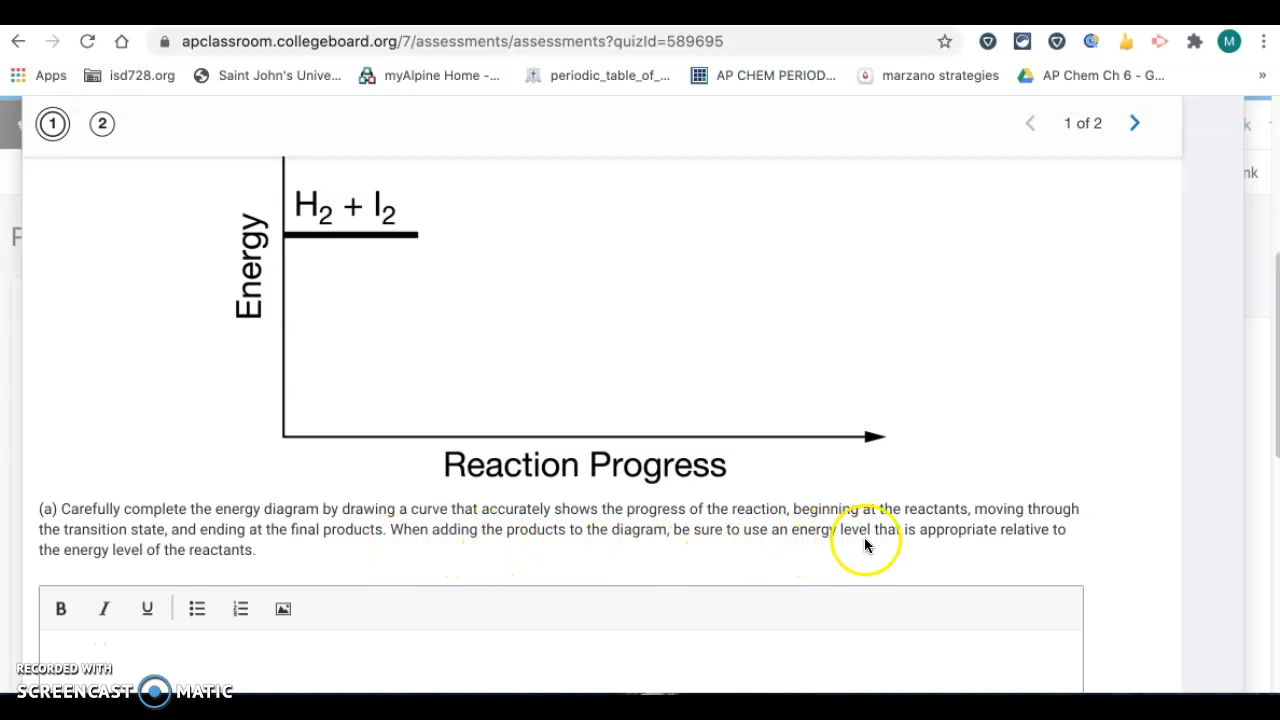 apclassroom.collegeboard.org/7/assessments/assessments?quizId=589695
M
Apps isd728.org Saint John's Unive... myAlpine Home -... periodic_table_of_... AP CHEM PERIOD... marzano strategies AP Chem Ch 6 - G... »
1 2 1 of 2
k
nk
P
H₂ + I₂
Energy
Reaction Progress
(a) Carefully complete the energy diagram by drawing a curve that accurately shows the progress of the reaction, beginning at the reactants, moving through
the transition state, and ending at the final products. When adding the products to the diagram, be sure to use an energy level that is appropriate relative to
the energy level of the reactants.
B I U
RECORDED WITH
SCREENCAST MATIC